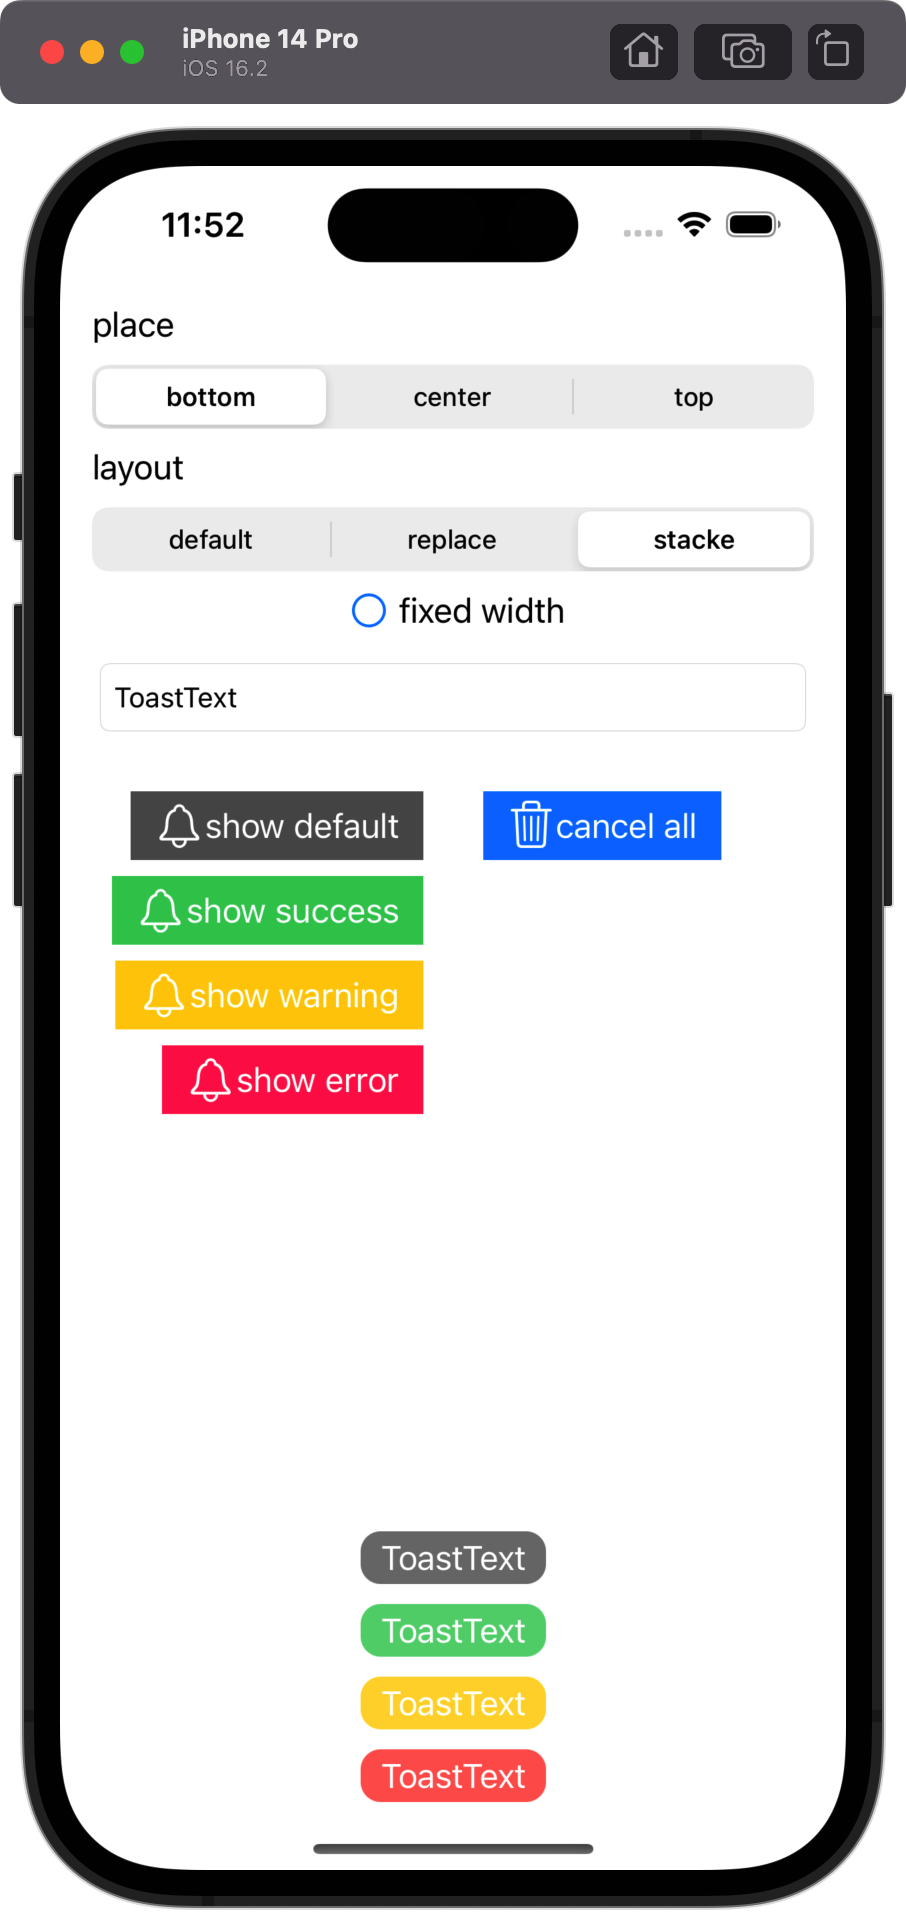 iPhone 14 Pro
iOS 16.2
11:52
place
bottom center top
layout
default replace stacke
fixed width
ToastText
show default cancel all
show success
show warning
show error
ToastText
ToastText
ToastText
ToastText